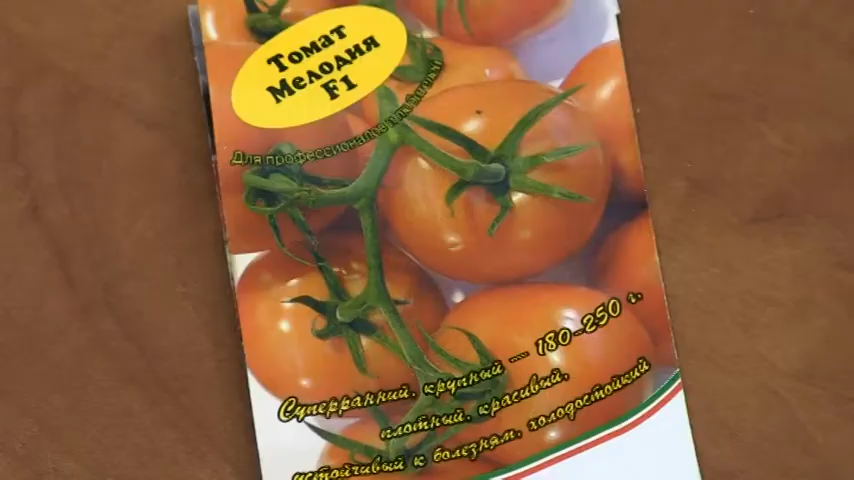 Томат
Мелодия
F1
Для профессионалов и любителей
Суперранний, крупный — 180-250 г.
плотный, красивый,
устойчивый к болезням, холодостойкий